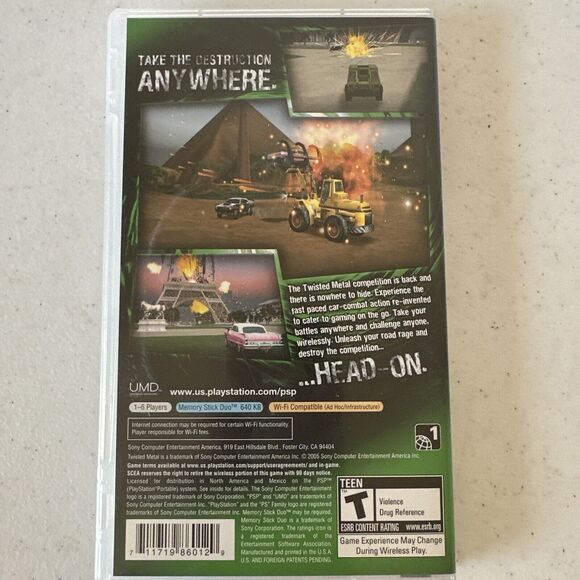 TAKE THE DESTRUCTION
ANYWHERE.
The Twisted Metal competition is back and
there is nowhere to hide. Experience the
fast paced car-combat action re-invented
to cater to gaming on the go. Take your
battles anywhere and challenge anyone,
wirelessly. Unleash your road rage and
destroy the competition--
...HEAD-ON.
UMD
www.us.playstation.com/psp
1-6 Players
Memory Stick Duo™ 640 KB
Wi-Fi Compatible (Ad Hoc/Infrastructure)
Internet connection may be required for certain Wi-Fi functionality.
Player responsible for Wi-Fi fees.
1
Sony Computer Entertainment America, 919 East Hillsdale Blvd., Foster City, CA 94404
Twisted Metal is a trademark of Sony Computer Entertainment America Inc. © 2005 Sony Computer Entertainment America Inc.
Game terms available at www.us.playstation.com/support/useragreements/ and in-game.
SCEA reserves the right to retire the wireless portion of this game with 90 days notice.
Licensed for distribution in North America and Mexico on the PSP™
(PlayStation®Portable) system. See inside for details. The Sony Computer Entertainment
logo is a registered trademark of Sony Corporation. "PSP" and "UMD" are trademarks of
Sony Computer Entertainment Inc. "PlayStation" and the "PS" Family logo are registered
trademarks of Sony Computer Entertainment Inc. Memory Stick Duo™ may be required.
Memory Stick Duo is a trademark of
Sony Corporation. The ratings icon is
a registered trademark of the
Entertainment Software Association.
Manufactured and printed in the U.S.A.
U.S. AND FOREIGN PATENTS PENDING.
7 11719 86012 9
TEEN
T
Violence
Drug Reference
ESRB CONTENT RATING www.esrb.org
Game Experience May Change
During Wireless Play.